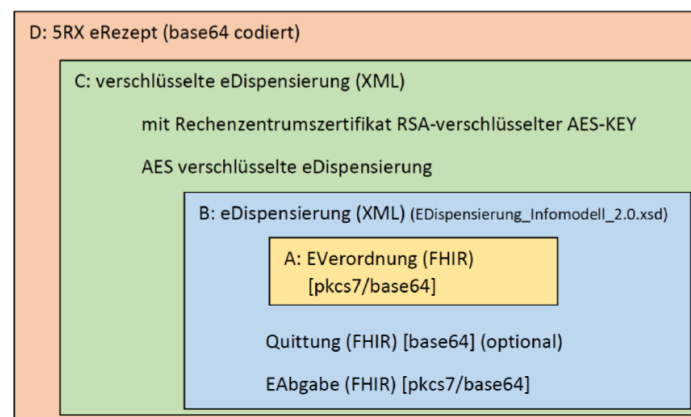 D: 5RX eRezept (base64 codiert)
C: verschlüsselte eDispensierung (XML)
mit Rechenzentrumszertifikat RSA-verschlüsselter AES-KEY
AES verschlüsselte eDispensierung
B: eDispensierung (XML) (EDispensierung_Infomodell_2.0.xsd)
A: EVerordnung (FHIR)
[pkcs7/base64]
Quittung (FHIR) [base64] (optional)
EAbgabe (FHIR) [pkcs7/base64]